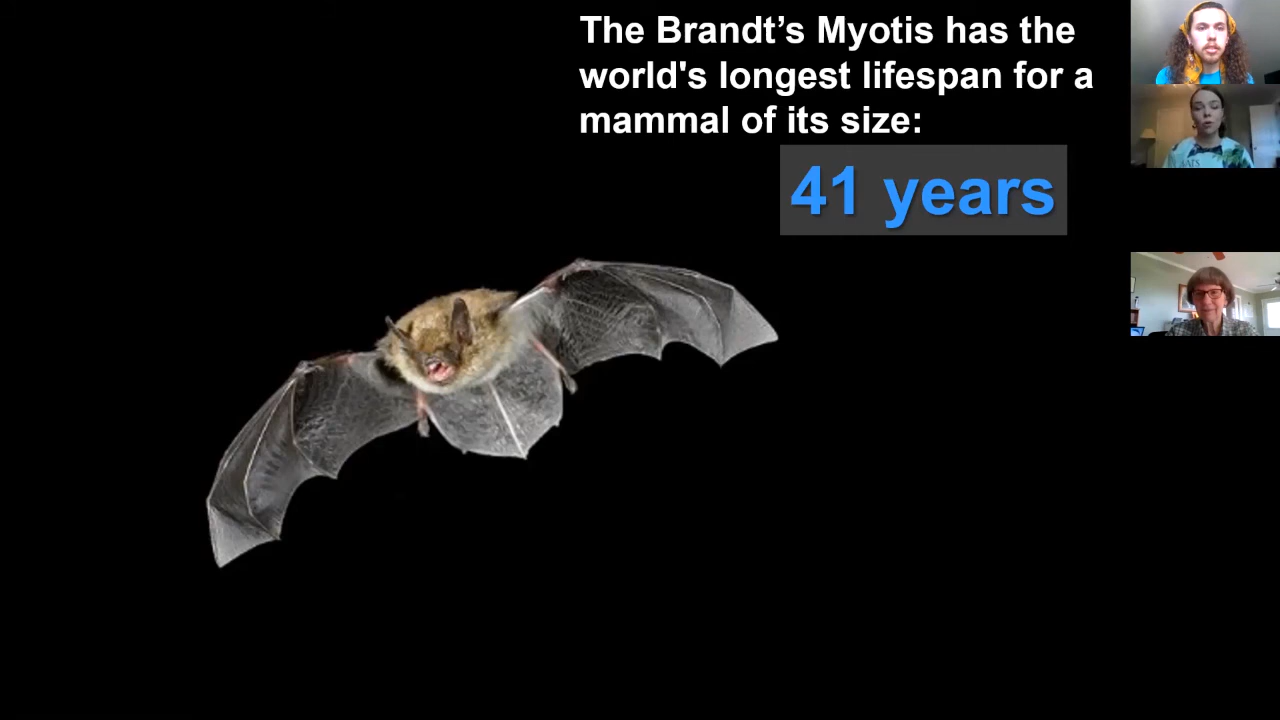 The Brandt’s Myotis has the
world's longest lifespan for a
mammal of its size:
41 years